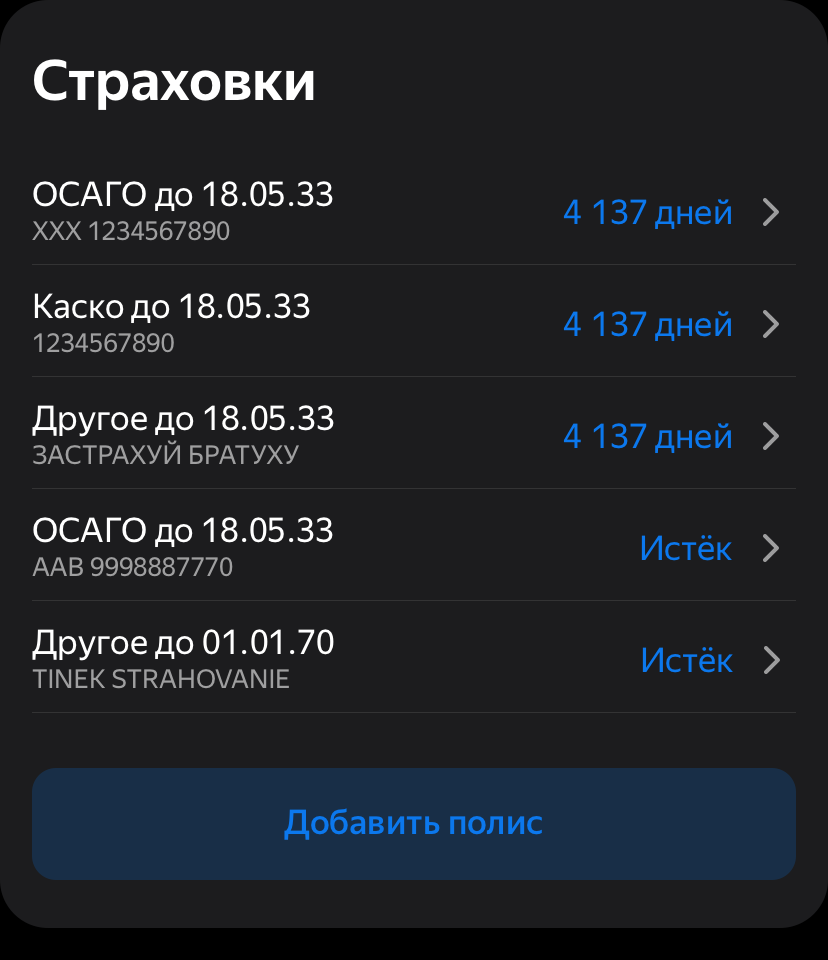 Страховки
ОСАГО до 18.05.33
4 137 дней
XXX 1234567890
Каско до 18.05.33
4 137 дней
1234567890
Другое до 18.05.33
4 137 дней
ЗАСТРАХУЙ БРАТУХУ
ОСАГО до 18.05.33
Истёк
AAB 9998887770
Другое до 01.01.70
Истёк
TINEK STRAHOVANIE
Добавить полис